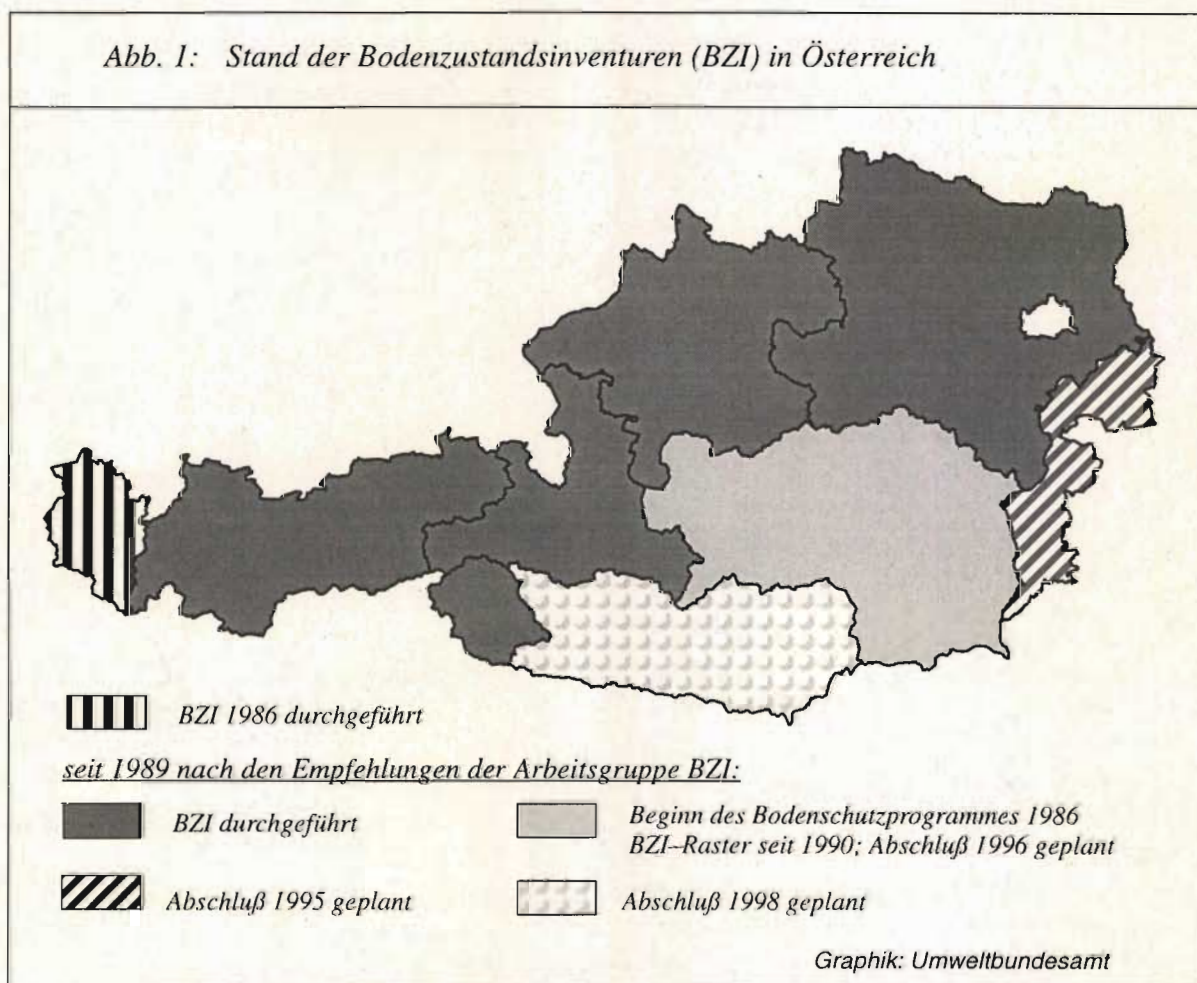 Abb. 1: Stand der Bodenzustandsinventuren (BZI) in Österreich
BZI 1986 durchgeführt
seit 1989 nach den Empfehlungen der Arbeitsgruppe BZI:
BZI durchgeführt
Beginn des Bodenschutzprogrammes 1986
BZI–Raster seit 1990; Abschluß 1996 geplant
Abschluß 1995 geplant
Abschluß 1998 geplant
Graphik: Umweltbundesamt